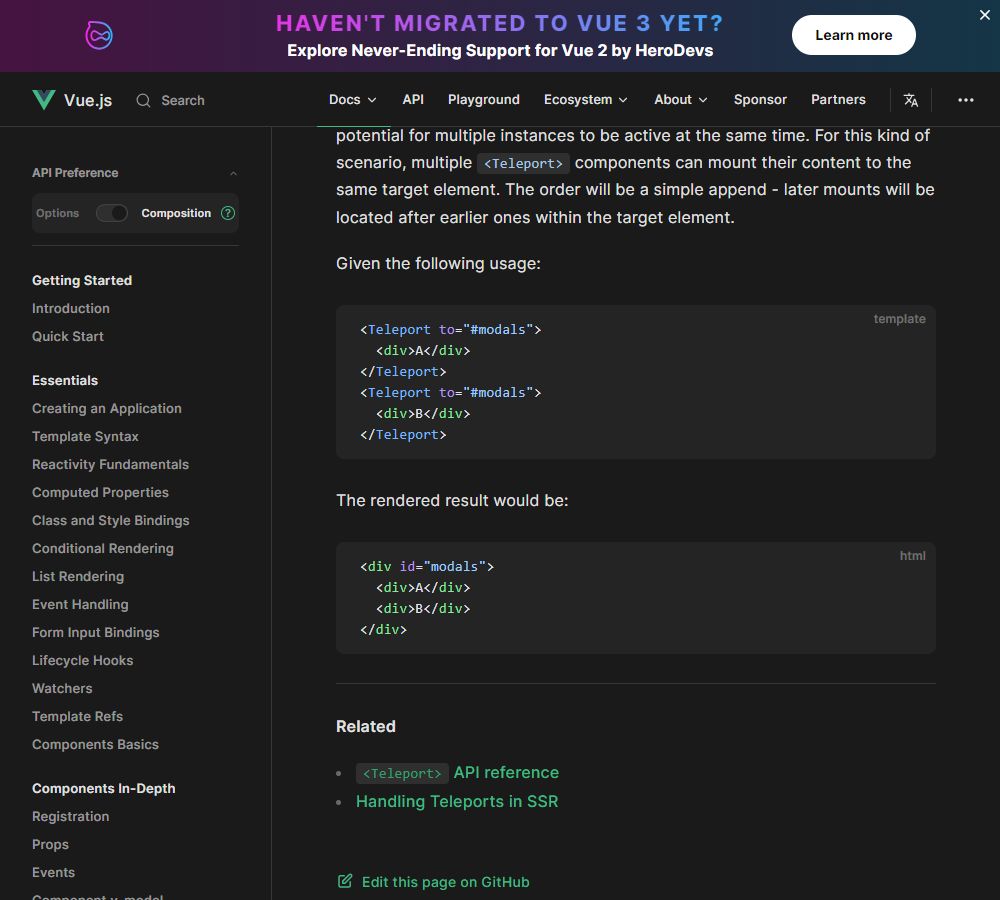 HAVEN'T MIGRATED TO VUE 3 YET?
Explore Never-Ending Support for Vue 2 by HeroDevs
Learn more
Vue.js
Search
Docs
API
Playground
Ecosystem
About
Sponsor
Partners
API Preference
Options
Composition
?
Getting Started
Introduction
Quick Start
Essentials
Creating an Application
Template Syntax
Reactivity Fundamentals
Computed Properties
Class and Style Bindings
Conditional Rendering
List Rendering
Event Handling
Form Input Bindings
Lifecycle Hooks
Watchers
Template Refs
Components Basics
Components In-Depth
Registration
Props
Events
Component v-model
potential for multiple instances to be active at the same time. For this kind of
scenario, multiple <Teleport> components can mount their content to the
same target element. The order will be a simple append - later mounts will be
located after earlier ones within the target element.
Given the following usage:
template
<Teleport to="#modals">
  <div>A</div>
</Teleport>
<Teleport to="#modals">
  <div>B</div>
</Teleport>
The rendered result would be:
html
<div id="modals">
  <div>A</div>
  <div>B</div>
</div>
Related
<Teleport> API reference
Handling Teleports in SSR
Edit this page on GitHub